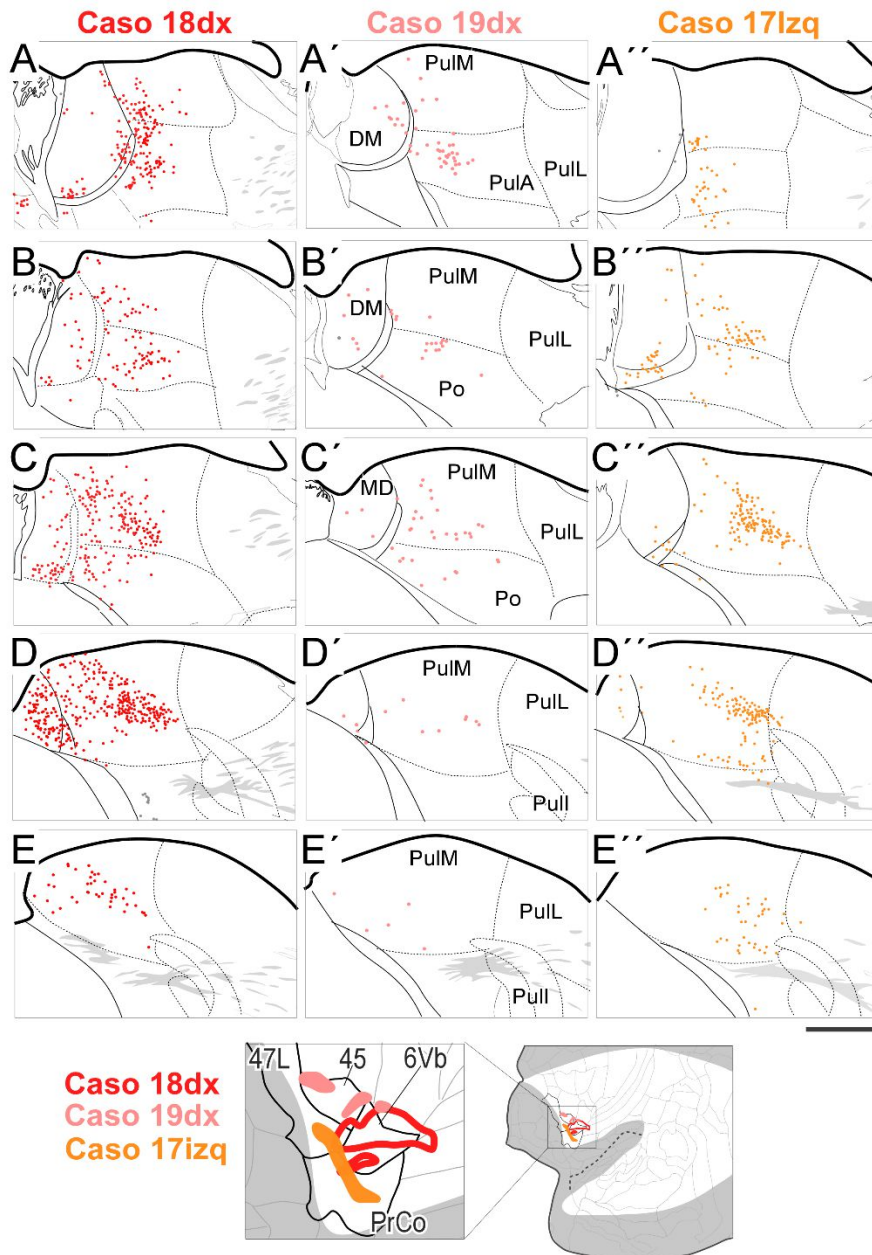 Caso 18dx Caso 19dx Caso 17Izq
A A´ A´´
PulM
DM
PulA PulL
B B´ B´´
PulM
DM
PulL
Po
C C´ C´´
PulM
MD
PulL
Po
D D´ D´´
PulM
PulL
PulI
E E´ E´´
PulM
PulL
PulI
47L 45 6Vb
Caso 18dx
Caso 19dx
Caso 17izq
PrCo